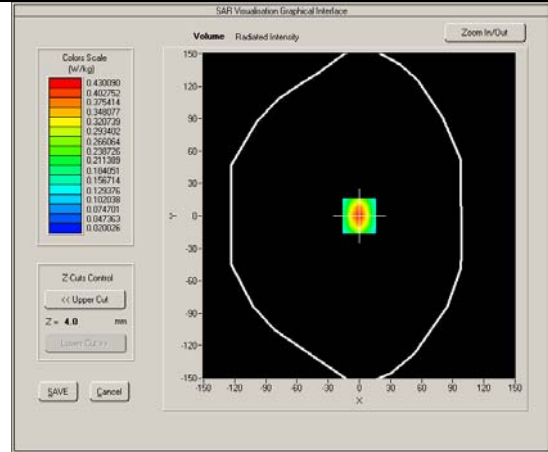 SAR Visualisation Graphical Interface
Volume Radiated Intensity
Zoom In/Out
Colors Scale
(W/kg)
0.430090
0.402752
0.375414
0.348077
0.320739
0.293402
0.266064
0.238726
0.211389
0.184051
0.156714
0.129376
0.102038
0.074701
0.047363
0.020026
Z-Cuts Control
<< Upper Cut
Z = 4.0 mm
Lower Cut >>
SAVE Cancel
150-
120-
90-
60-
30-
0-
-30-
-60-
-90-
-120-
-150-
Y
-150 -120 -90 -60 -30 0 30 60 90 120 150
X